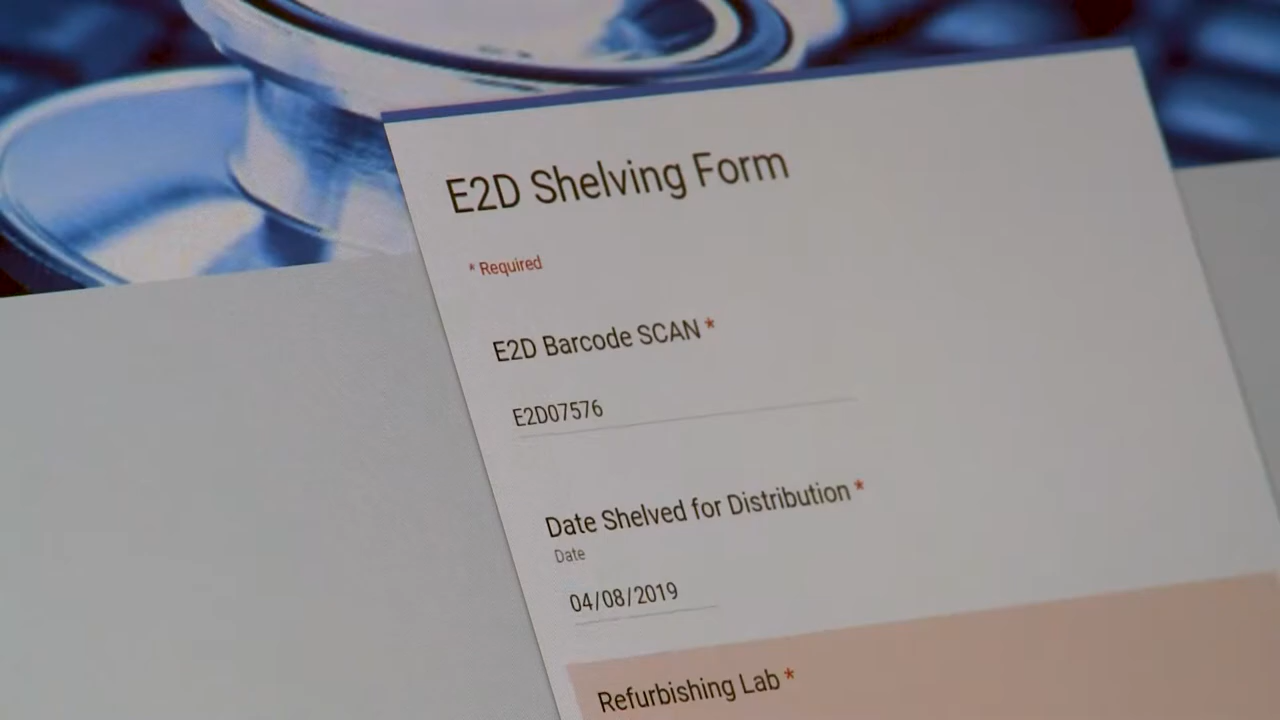 E2D Shelving Form
* Required
E2D Barcode SCAN *
E2D07576
Date Shelved for Distribution *
Date
04/08/2019
Refurbishing Lab *